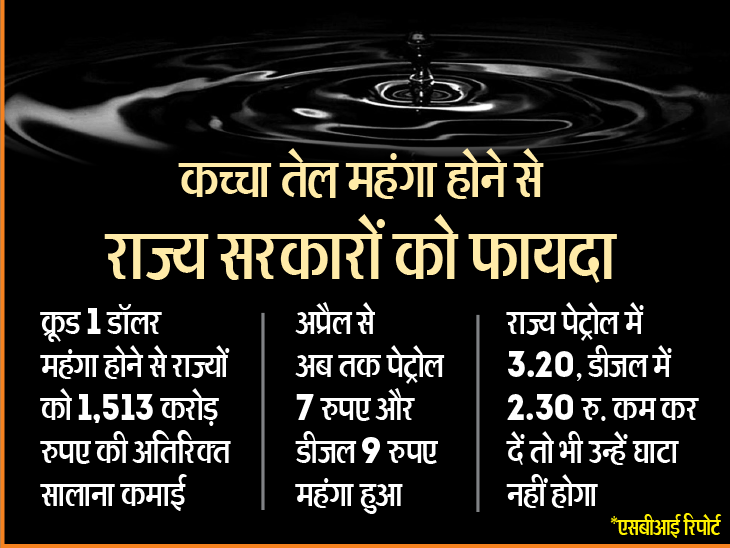 कच्चा तेल महंगा होने से
राज्य सरकारों को फायदा
क्रूड 1 डॉलर
महंगा होने से राज्यों
को 1,513 करोड़
रुपए की अतिरिक्त
सालाना कमाई
अप्रैल से
अब तक पेट्रोल
7 रुपए और
डीजल 9 रुपए
महंगा हुआ
राज्य पेट्रोल में
3.20, डीजल में
2.30 रु. कम कर
दें तो भी उन्हें घाटा
नहीं होगा
*एसबीआई रिपोर्ट